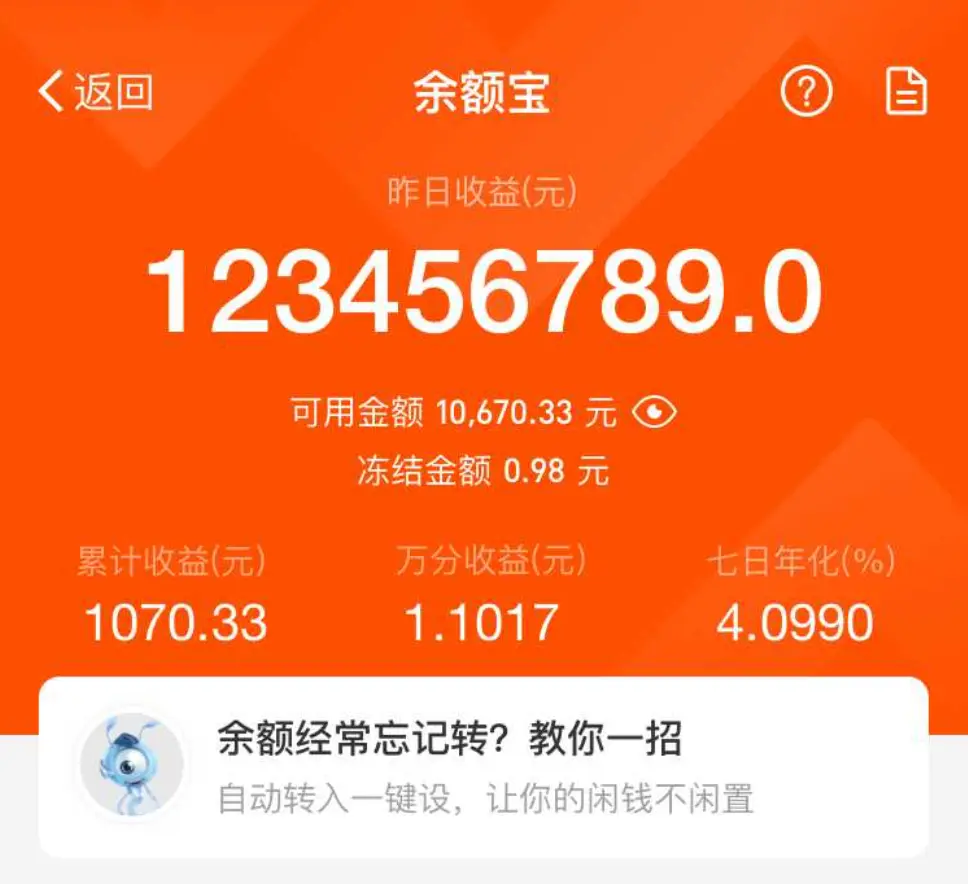 返回 余额宝
昨日收益(元)
123456789.0
可用金额 10,670.33 元
冻结金额 0.98 元
累计收益(元) 万分收益(元) 七日年化(%)
1070.33 1.1017 4.0990
余额经常忘记转？教你一招
自动转入一键设，让你的闲钱不闲置